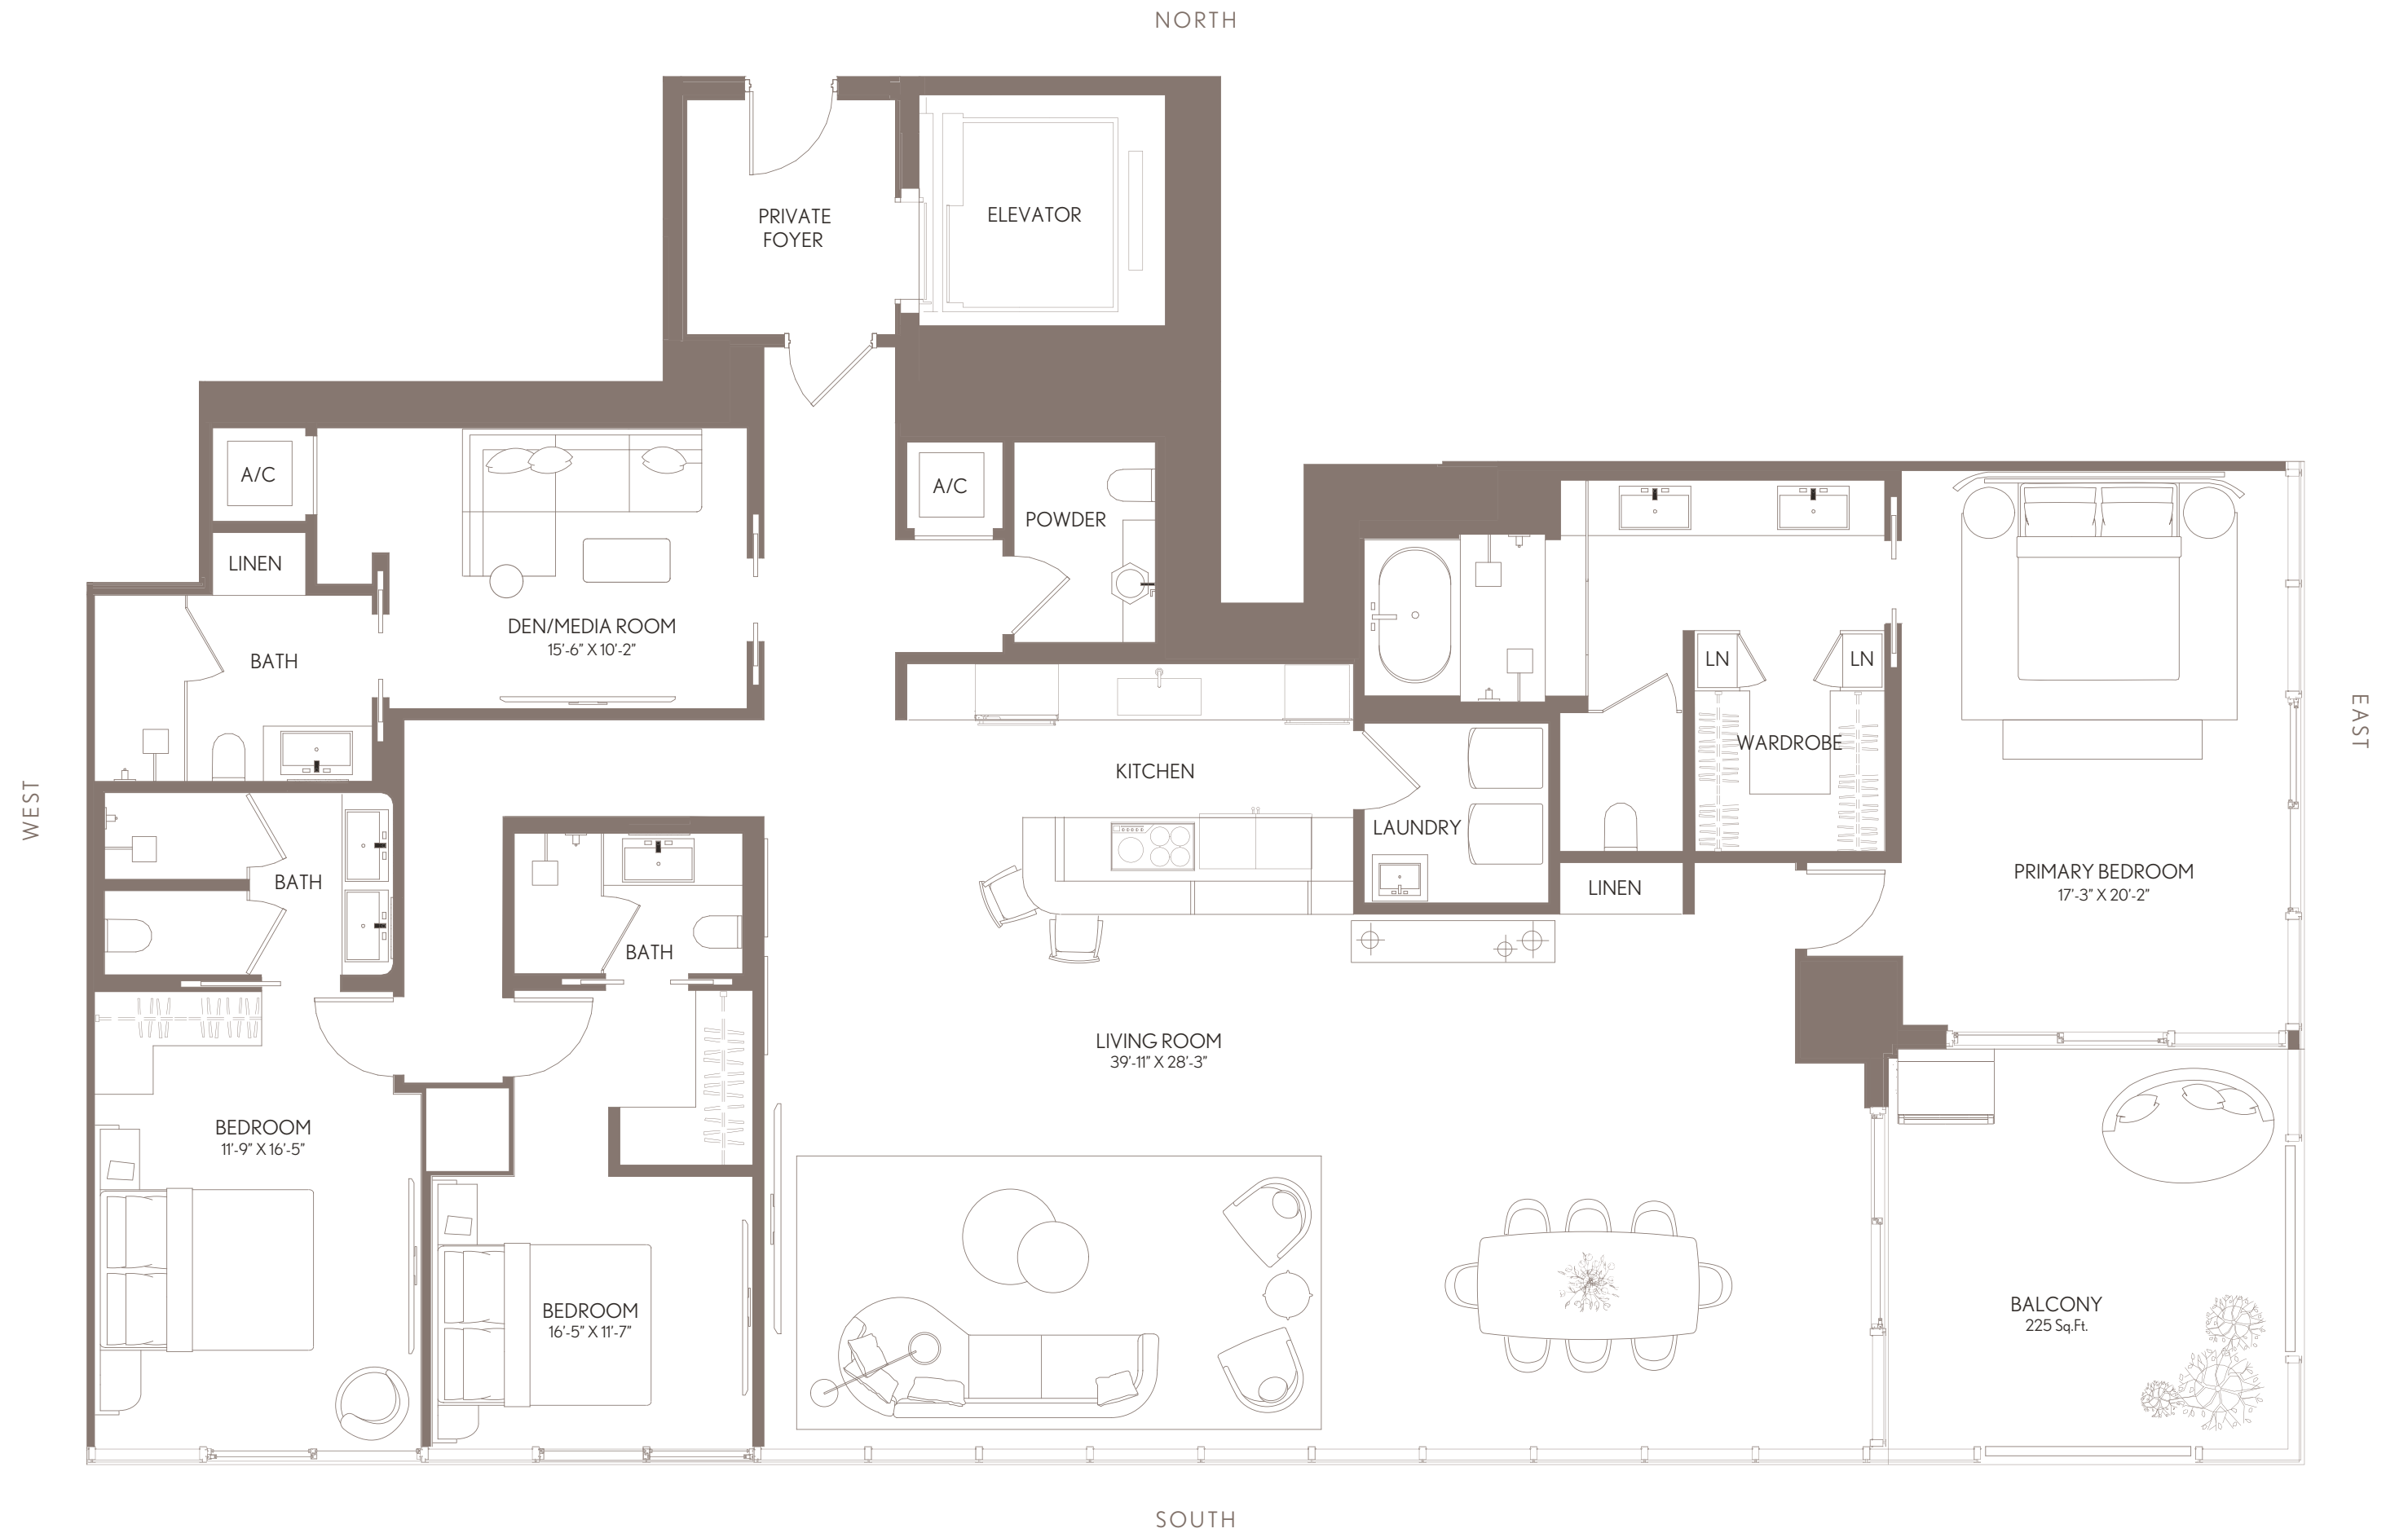 NORTH
PRIVATE
FOYER
ELEVATOR
A/C
A/C
POWDER
LINEN
DEN/MEDIA ROOM
15'-6" X 10'-2"
BATH
LN
LN
WARDROBE
EAST
WEST
KITCHEN
LAUNDRY
PRIMARY BEDROOM
17'-3" X 20'-2"
LINEN
BATH
BATH
LIVING ROOM
39'-11" X 28'-3"
BEDROOM
11'-9" X 16'-5"
BEDROOM
16'-5" X 11'-7"
BALCONY
225 Sq.Ft.
SOUTH